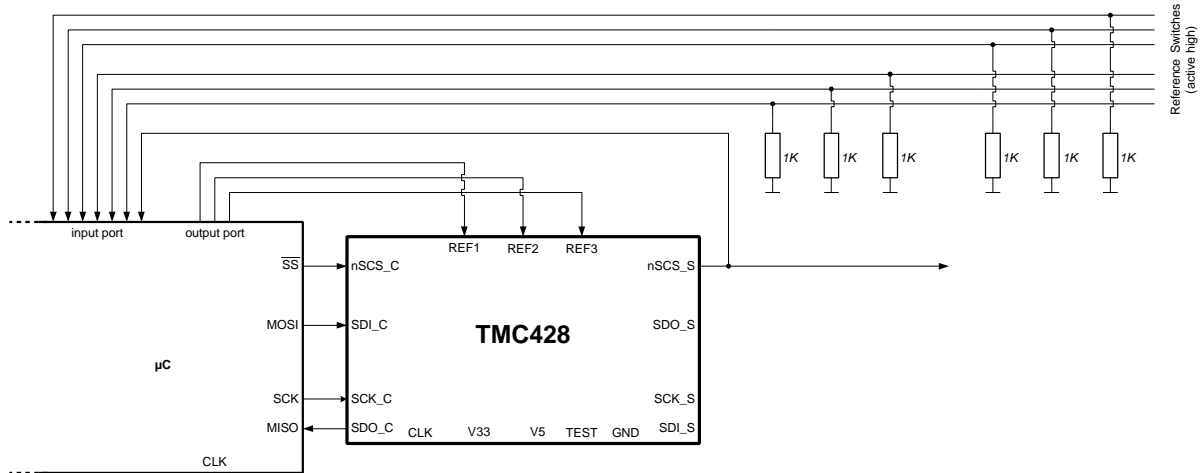 Reference Switches
(active high)
1K
1K
1K
1K
1K
1K
input port
output port
REF1
REF2
REF3
SS
nSCS_C
nSCS_S
MOSI
SDI_C
SDO_S
TMC428
µC
SCK
SCK_C
SCK_S
MISO
SDO_C
CLK
V33
V5
TEST
GND
SDI_S
CLK